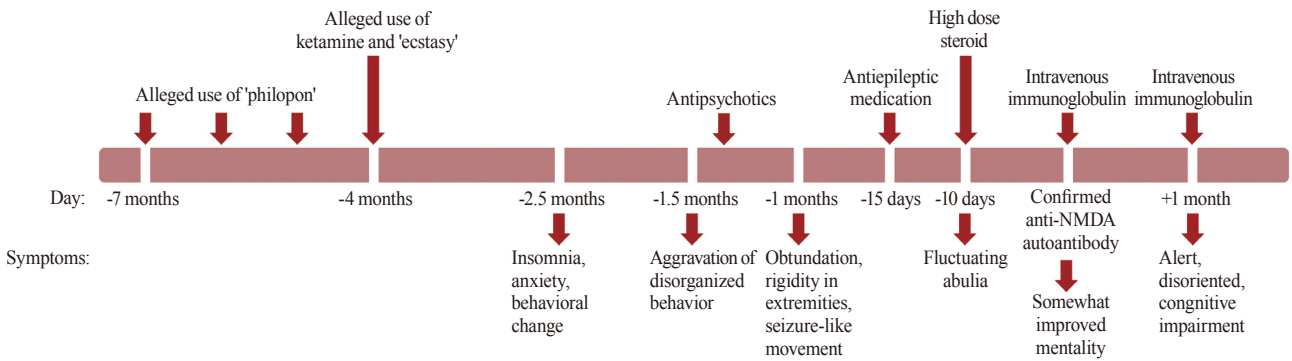 Alleged use of 'philopon'
Alleged use of
ketamine and 'ecstasy'
Antipsychotics
Antiepileptic
medication
High dose
steroid
Intravenous
immunoglobulin
Intravenous
immunoglobulin
Day:
-7 months
-4 months
-2.5 months
-1.5 months
-1 months
-15 days
-10 days
Confirmed
anti-NMDA
autoantibody
+1 month
Symptoms:
Insomnia,
anxiety,
behavioral
change
Aggravation of
disorganized
behavior
Obtundation,
rigidity in
extremities,
seizure-like
movement
Fluctuating
abulia
Somewhat
improved
mentality
Alert,
disoriented,
congnitive
impairment